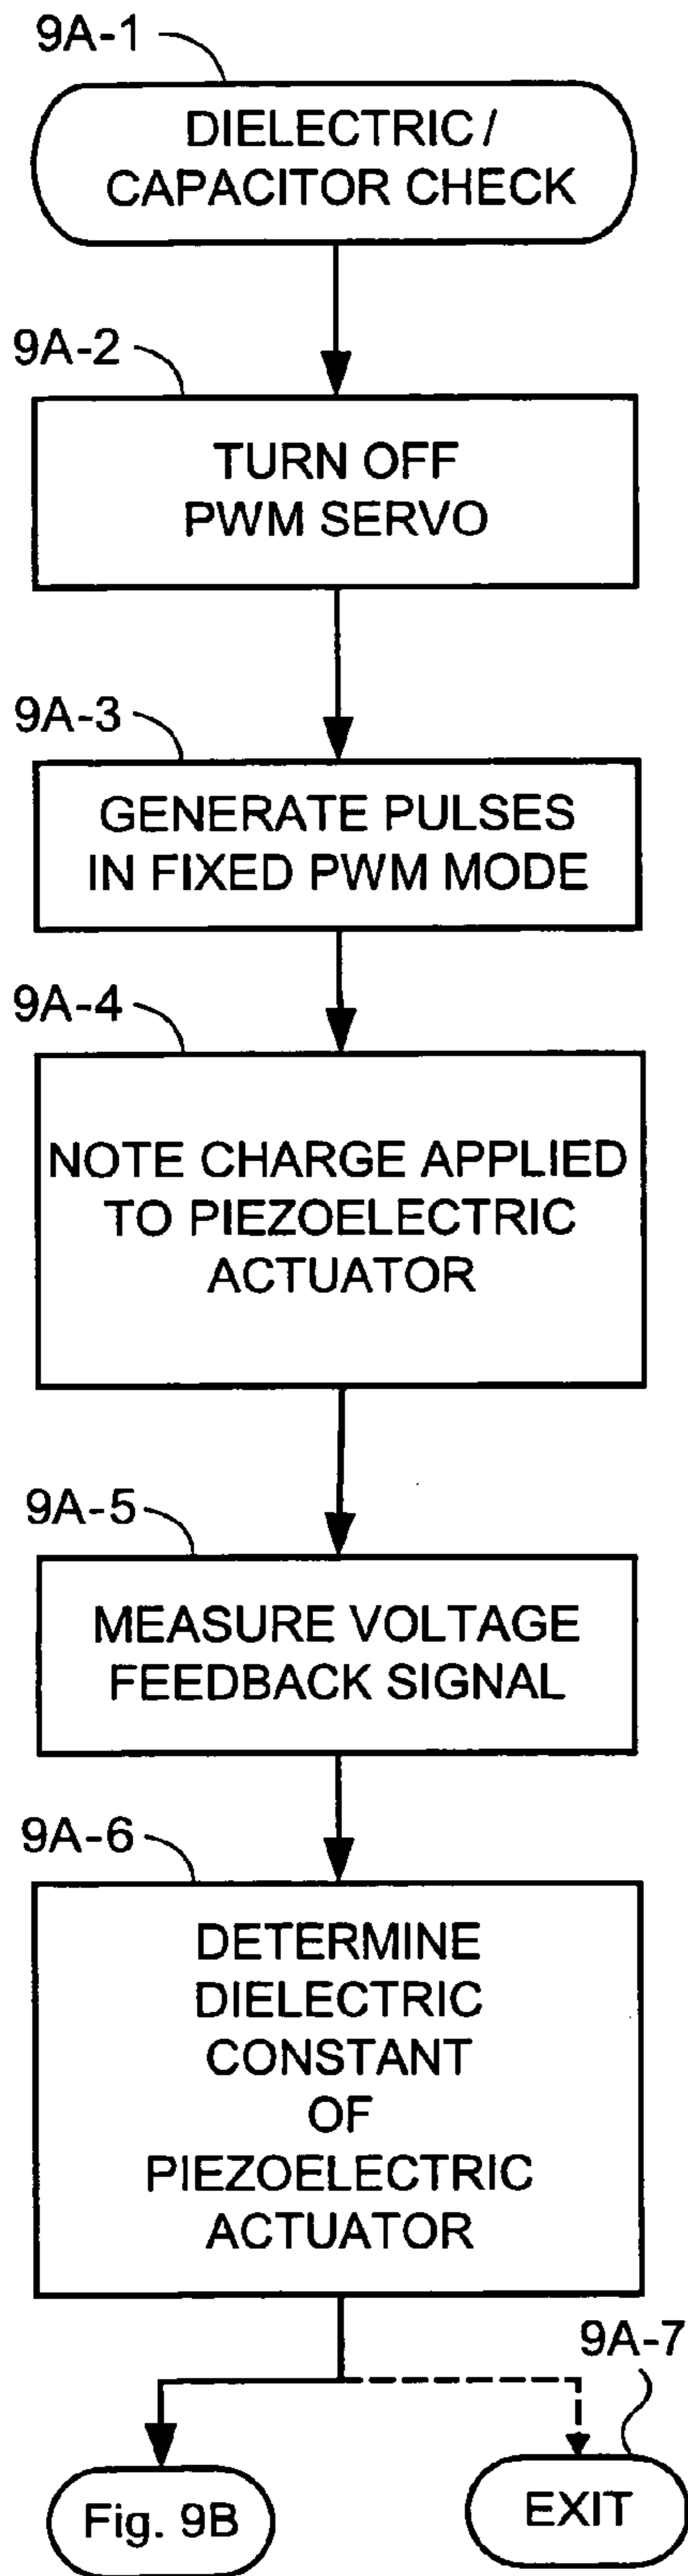 9A-1
DIELECTRIC /
CAPACITOR CHECK
9A-2
TURN OFF
PWM SERVO
9A-3
GENERATE PULSES
IN FIXED PWM MODE
9A-4
NOTE CHARGE APPLIED
TO PIEZOELECTRIC
ACTUATOR
9A-5
MEASURE VOLTAGE
FEEDBACK SIGNAL
9A-6
DETERMINE
DIELECTRIC
CONSTANT
OF
PIEZOELECTRIC
ACTUATOR
9A-7
Fig. 9B
EXIT